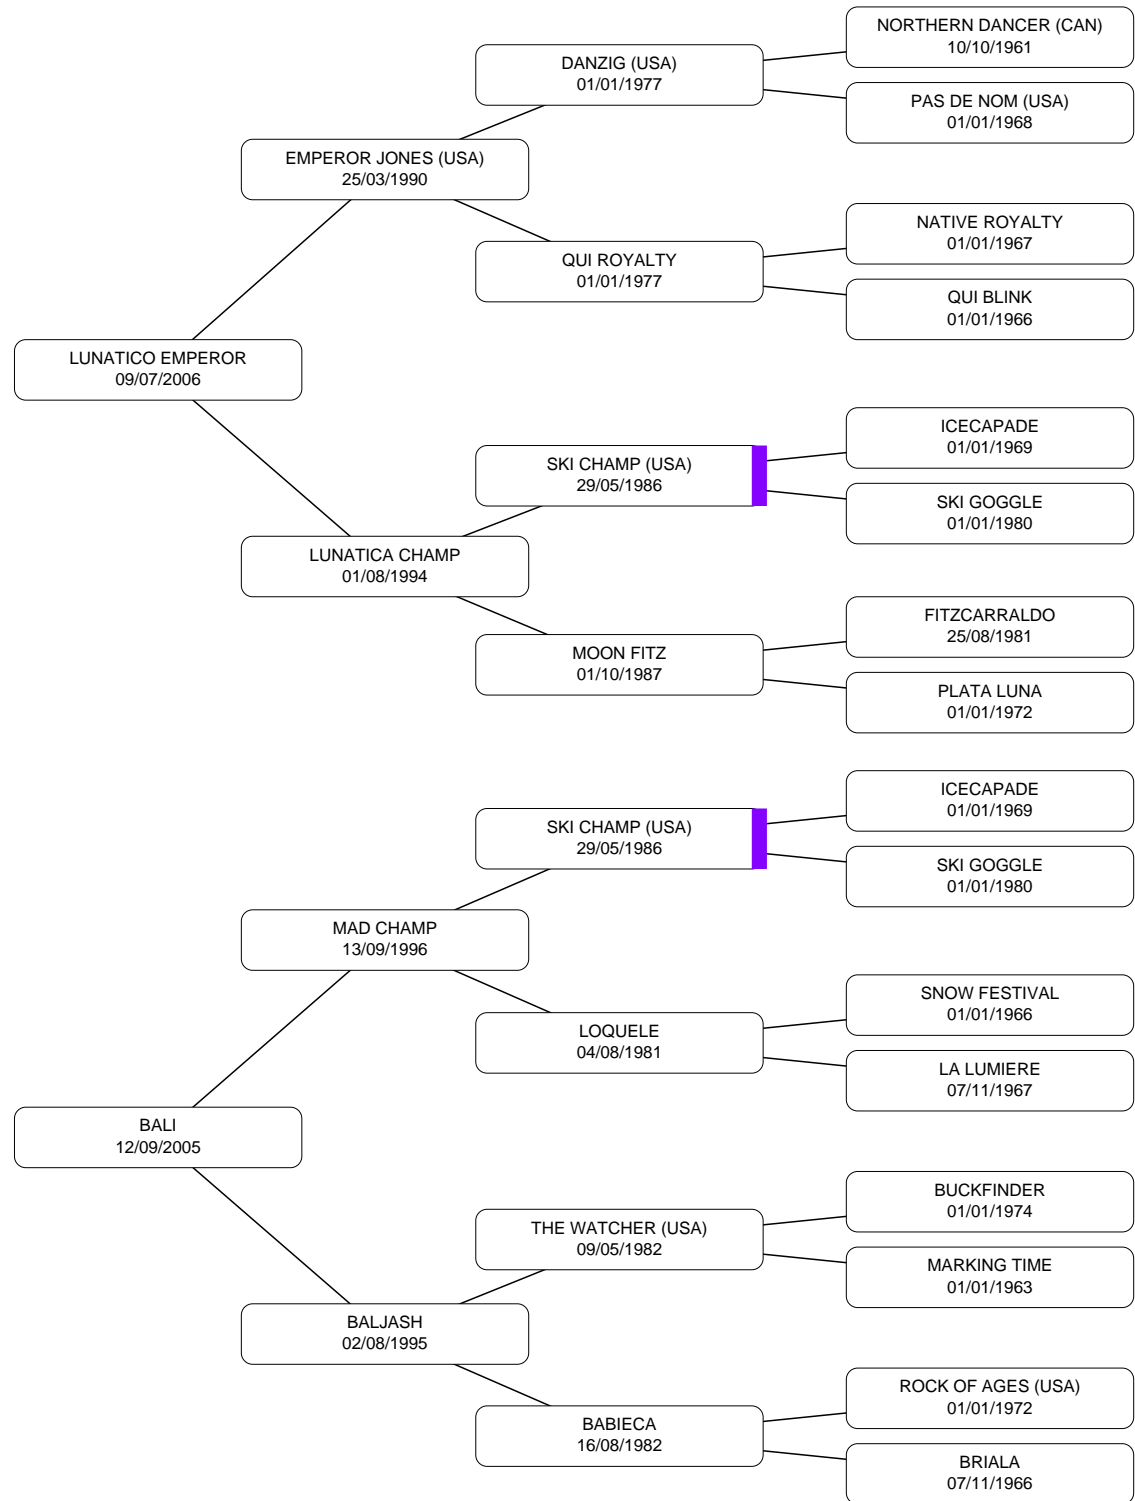 NORTHERN DANCER (CAN)
10/10/1961
DANZIG (USA)
01/01/1977
PAS DE NOM (USA)
01/01/1968
EMPEROR JONES (USA)
25/03/1990
NATIVE ROYALTY
01/01/1967
QUI ROYALTY
01/01/1977
QUI BLINK
01/01/1966
LUNATICO EMPEROR
09/07/2006
ICECAPADE
01/01/1969
SKI CHAMP (USA)
29/05/1986
SKI GOGGLE
01/01/1980
LUNATICA CHAMP
01/08/1994
FITZCARRALDO
25/08/1981
MOON FITZ
01/10/1987
PLATA LUNA
01/01/1972
ICECAPADE
01/01/1969
SKI CHAMP (USA)
29/05/1986
SKI GOGGLE
01/01/1980
MAD CHAMP
13/09/1996
SNOW FESTIVAL
01/01/1966
LOQUELE
04/08/1981
LA LUMIERE
07/11/1967
BALI
12/09/2005
BUCKFINDER
01/01/1974
THE WATCHER (USA)
09/05/1982
MARKING TIME
01/01/1963
BALJASH
02/08/1995
ROCK OF AGES (USA)
01/01/1972
BABIECA
16/08/1982
BRIALA
07/11/1966